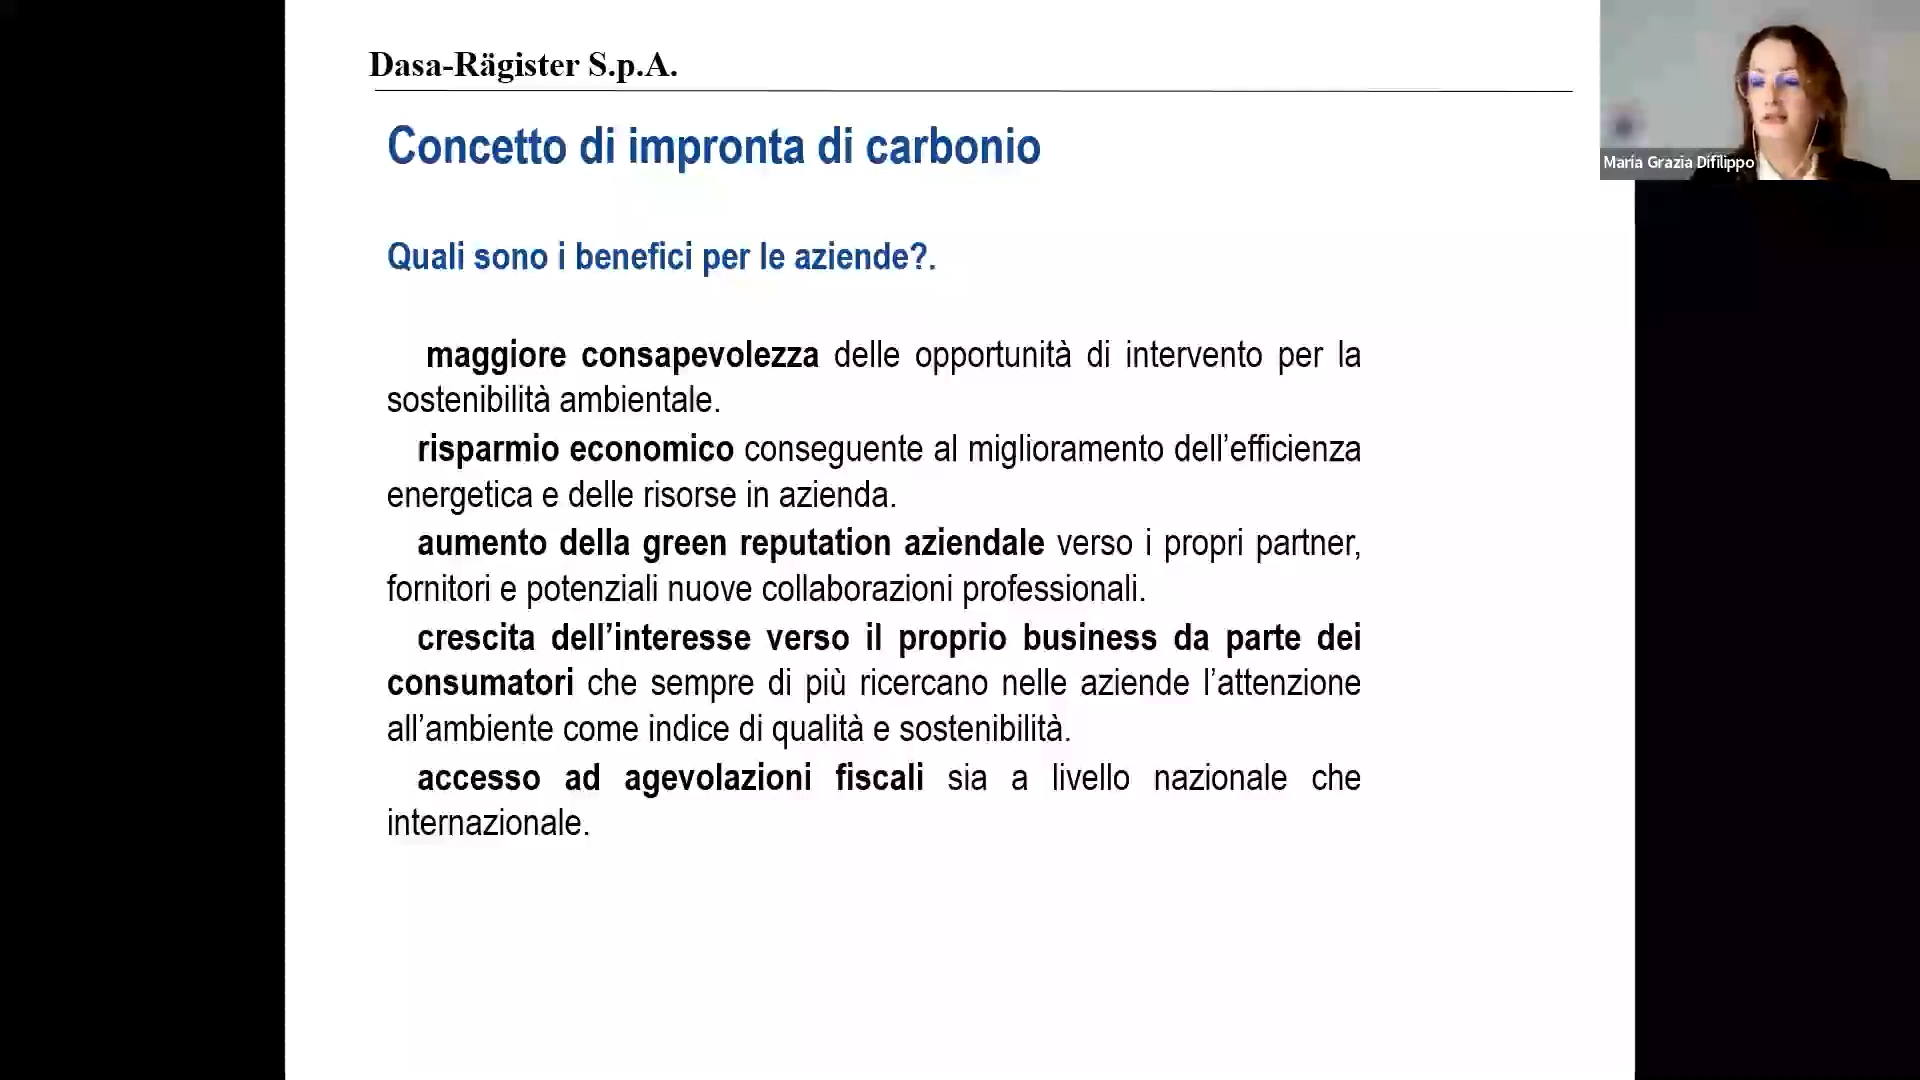 Dasa-Rägister S.p.A.
Maria Grazia Difilippo
Concetto di impronta di carbonio
Quali sono i benefici per le aziende?.
maggiore consapevolezza delle opportunità di intervento per la
sostenibilità ambientale.
risparmio economico conseguente al miglioramento dell’efficienza
energetica e delle risorse in azienda.
aumento della green reputation aziendale verso i propri partner,
fornitori e potenziali nuove collaborazioni professionali.
crescita dell’interesse verso il proprio business da parte dei
consumatori che sempre di più ricercano nelle aziende l’attenzione
all’ambiente come indice di qualità e sostenibilità.
accesso ad agevolazioni fiscali sia a livello nazionale che
internazionale.